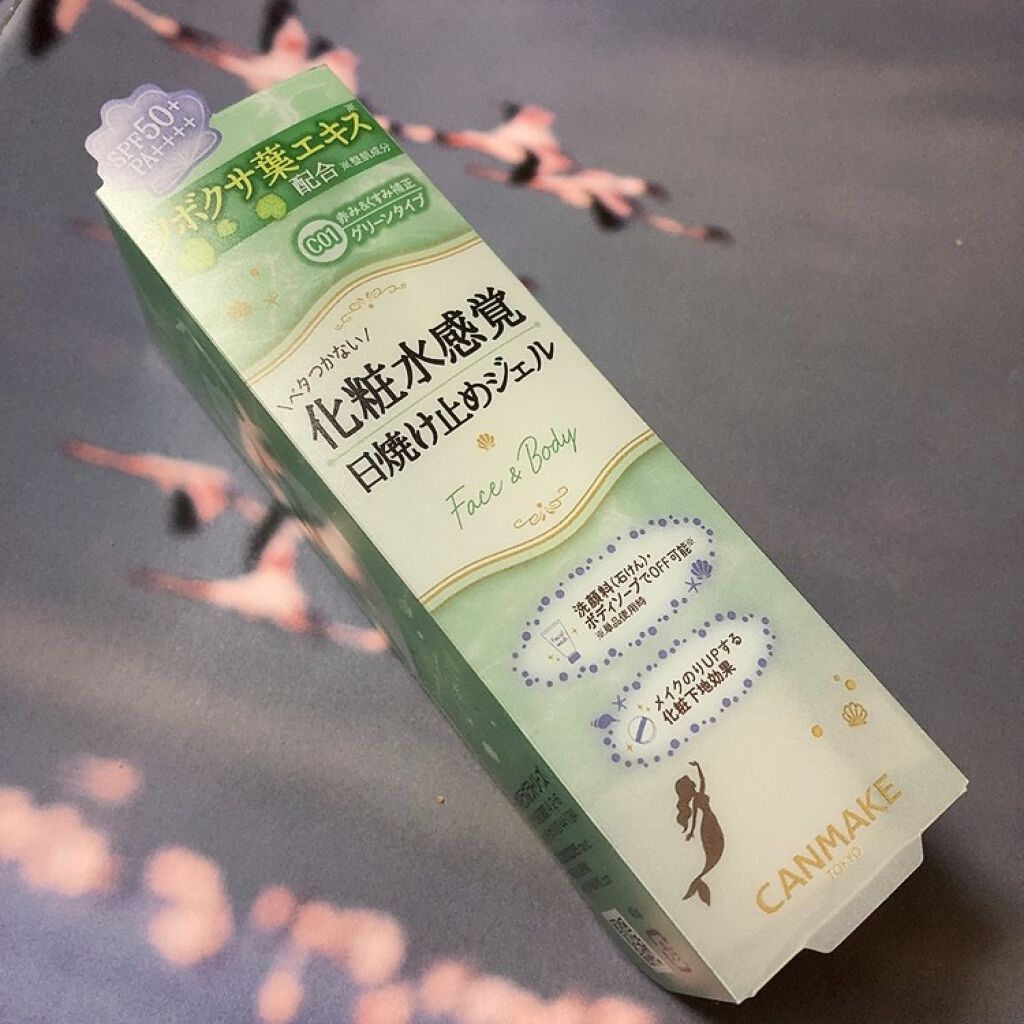 SPF50+
PA++++
ツボクサ葉エキス※
配合 ※整肌成分
C01
赤み&くすみ補正
グリーンタイプ
\ベタつかない/
化粧水感覚
日焼け止めジェル
Face & Body
洗顔料(石けん)・
ボディソープでOFF可能※
※単品使用時
Facial
wash
メイクのりUPする
化粧下地効果
CANMAKE
TOKYO